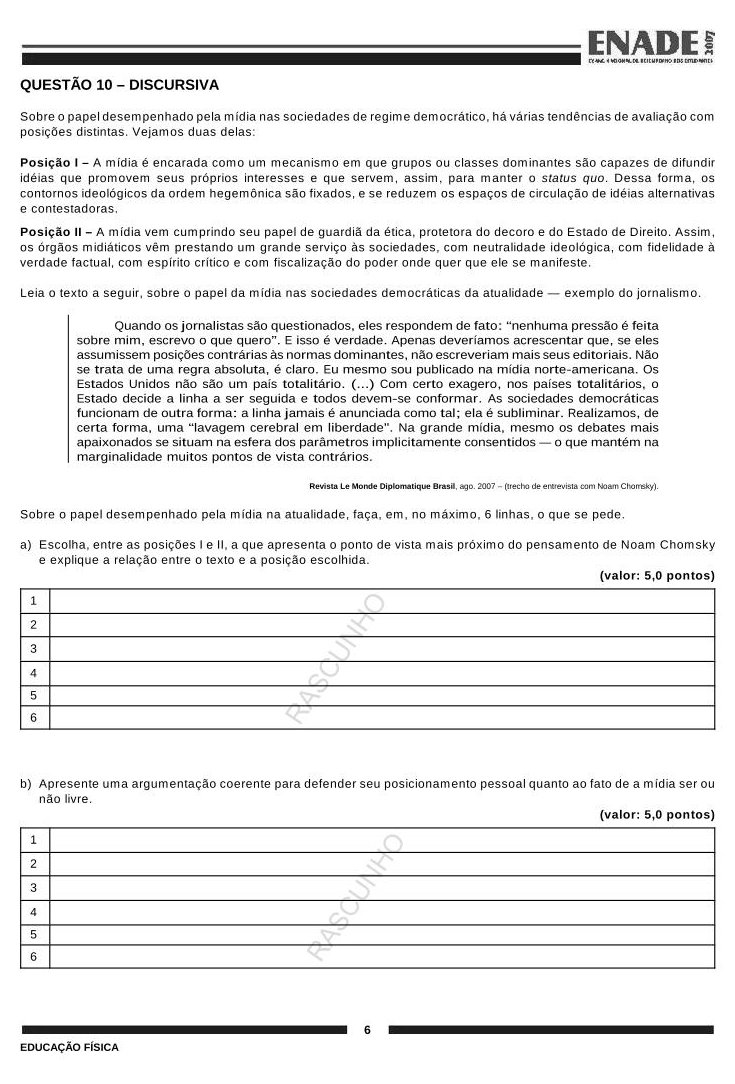 ENADE 2007
EXAME NACIONAL DE DESEMPENHO DOS ESTUDANTES
QUESTÃO 10 – DISCURSIVA
Sobre o papel desempenhado pela mídia nas sociedades de regime democrático, há várias tendências de avaliação com
posições distintas. Vejamos duas delas:
Posição I – A mídia é encarada como um mecanismo em que grupos ou classes dominantes são capazes de difundir
idéias que promovem seus próprios interesses e que servem, assim, para manter o status quo. Dessa forma, os
contornos ideológicos da ordem hegemônica são fixados, e se reduzem os espaços de circulação de idéias alternativas
e contestadoras.
Posição II – A mídia vem cumprindo seu papel de guardiã da ética, protetora do decoro e do Estado de Direito. Assim,
os órgãos midiáticos vêm prestando um grande serviço às sociedades, com neutralidade ideológica, com fidelidade à
verdade factual, com espírito crítico e com fiscalização do poder onde quer que ele se manifeste.
Leia o texto a seguir, sobre o papel da mídia nas sociedades democráticas da atualidade — exemplo do jornalismo.
Quando os jornalistas são questionados, eles respondem de fato: “nenhuma pressão é feita
sobre mim, escrevo o que quero”. E isso é verdade. Apenas deveríamos acrescentar que, se eles
assumissem posições contrárias às normas dominantes, não escreveriam mais seus editoriais. Não
se trata de uma regra absoluta, é claro. Eu mesmo sou publicado na mídia norte-americana. Os
Estados Unidos não são um país totalitário. (...) Com certo exagero, nos países totalitários, o
Estado decide a linha a ser seguida e todos devem-se conformar. As sociedades democráticas
funcionam de outra forma: a linha jamais é anunciada como tal; ela é subliminar. Realizamos, de
certa forma, uma “lavagem cerebral em liberdade”. Na grande mídia, mesmo os debates mais
apaixonados se situam na esfera dos parâmetros implicitamente consentidos — o que mantém na
marginalidade muitos pontos de vista contrários.
Revista Le Monde Diplomatique Brasil, ago. 2007 – (trecho de entrevista com Noam Chomsky).
Sobre o papel desempenhado pela mídia na atualidade, faça, em, no máximo, 6 linhas, o que se pede.
a) Escolha, entre as posições I e II, a que apresenta o ponto de vista mais próximo do pensamento de Noam Chomsky
e explique a relação entre o texto e a posição escolhida.
(valor: 5,0 pontos)
1
2
3
4
5
6
RASCUNHO
b) Apresente uma argumentação coerente para defender seu posicionamento pessoal quanto ao fato de a mídia ser ou
não livre.
(valor: 5,0 pontos)
1
2
3
4
5
6
RASCUNHO
6
EDUCAÇÃO FÍSICA